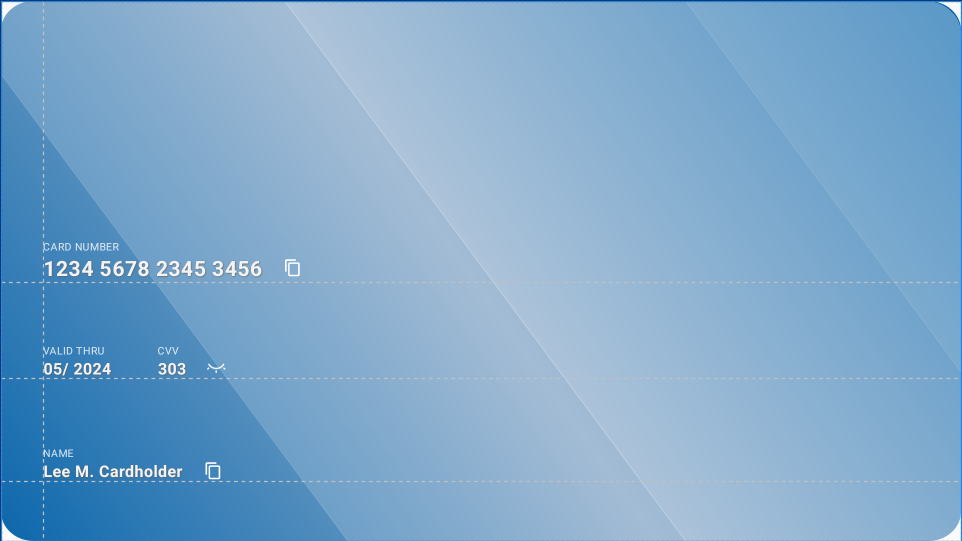 CARD NUMBER
1234 5678 2345 3456
VALID THRU CVV
05/ 2024 303
NAME
Lee M. Cardholder